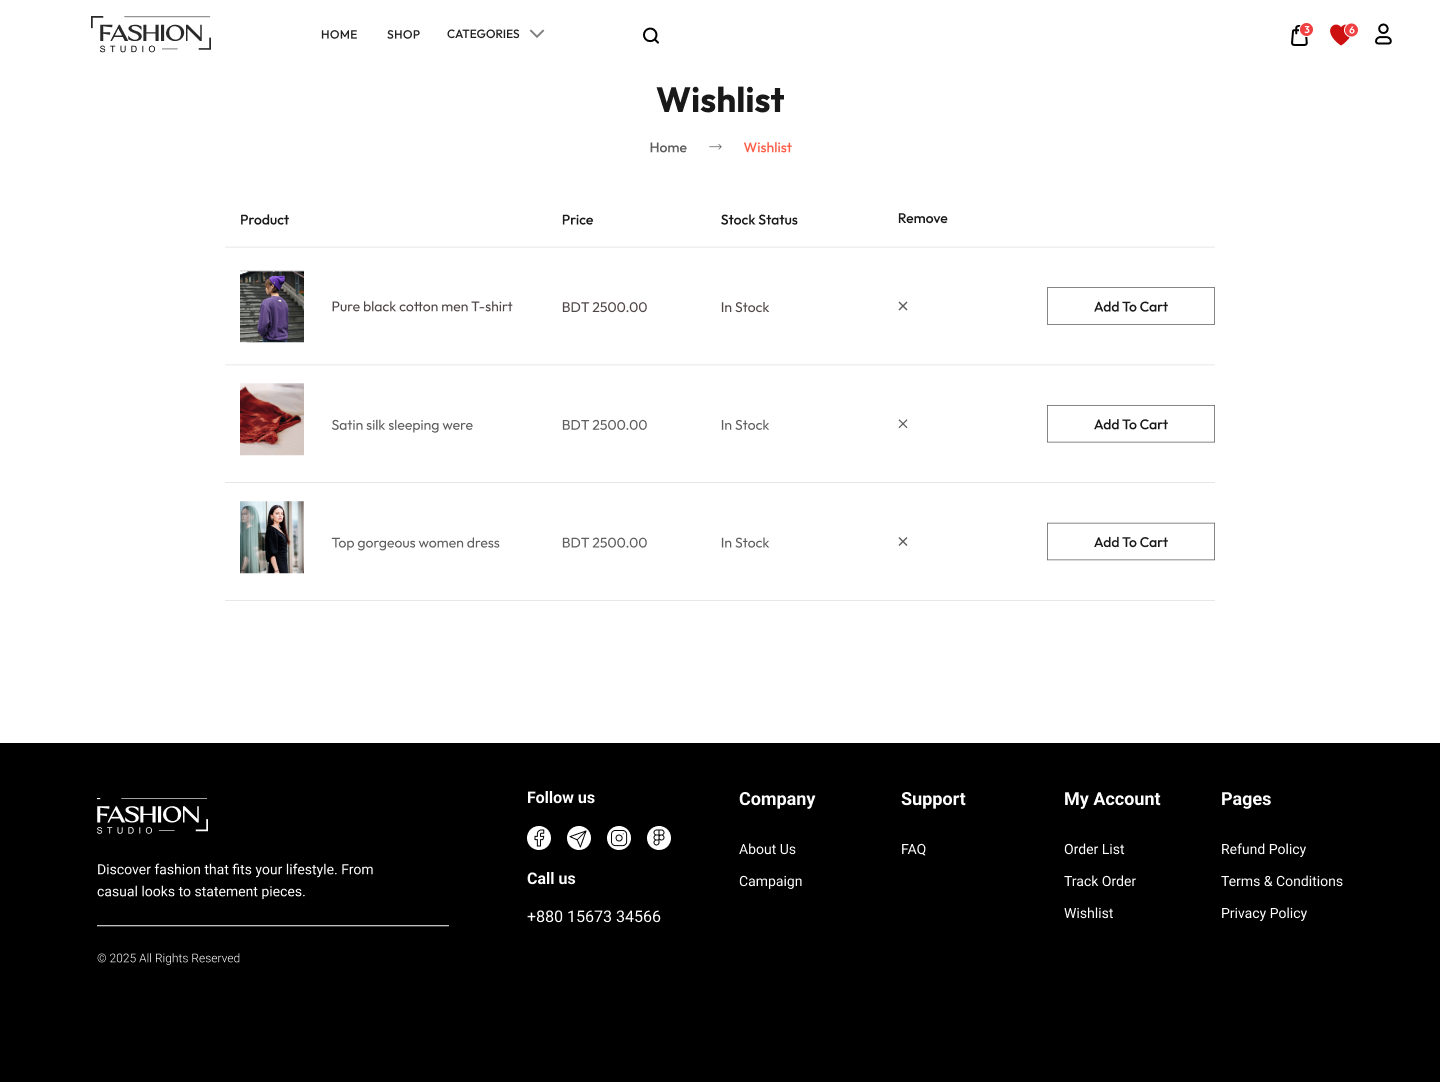 FASHION
STUDIO
HOME
SHOP
CATEGORIES
3
6
Wishlist
Home → Wishlist
Product
Price
Stock Status
Remove
Pure black cotton men T-shirt
BDT 2500.00
In Stock
×
Add To Cart
Satin silk sleeping were
BDT 2500.00
In Stock
×
Add To Cart
Top gorgeous women dress
BDT 2500.00
In Stock
×
Add To Cart
FASHION
STUDIO
Discover fashion that fits your lifestyle. From
casual looks to statement pieces.
© 2025 All Rights Reserved
Follow us
Call us
+880 15673 34566
Company
About Us
Campaign
Support
FAQ
My Account
Order List
Track Order
Wishlist
Pages
Refund Policy
Terms & Conditions
Privacy Policy